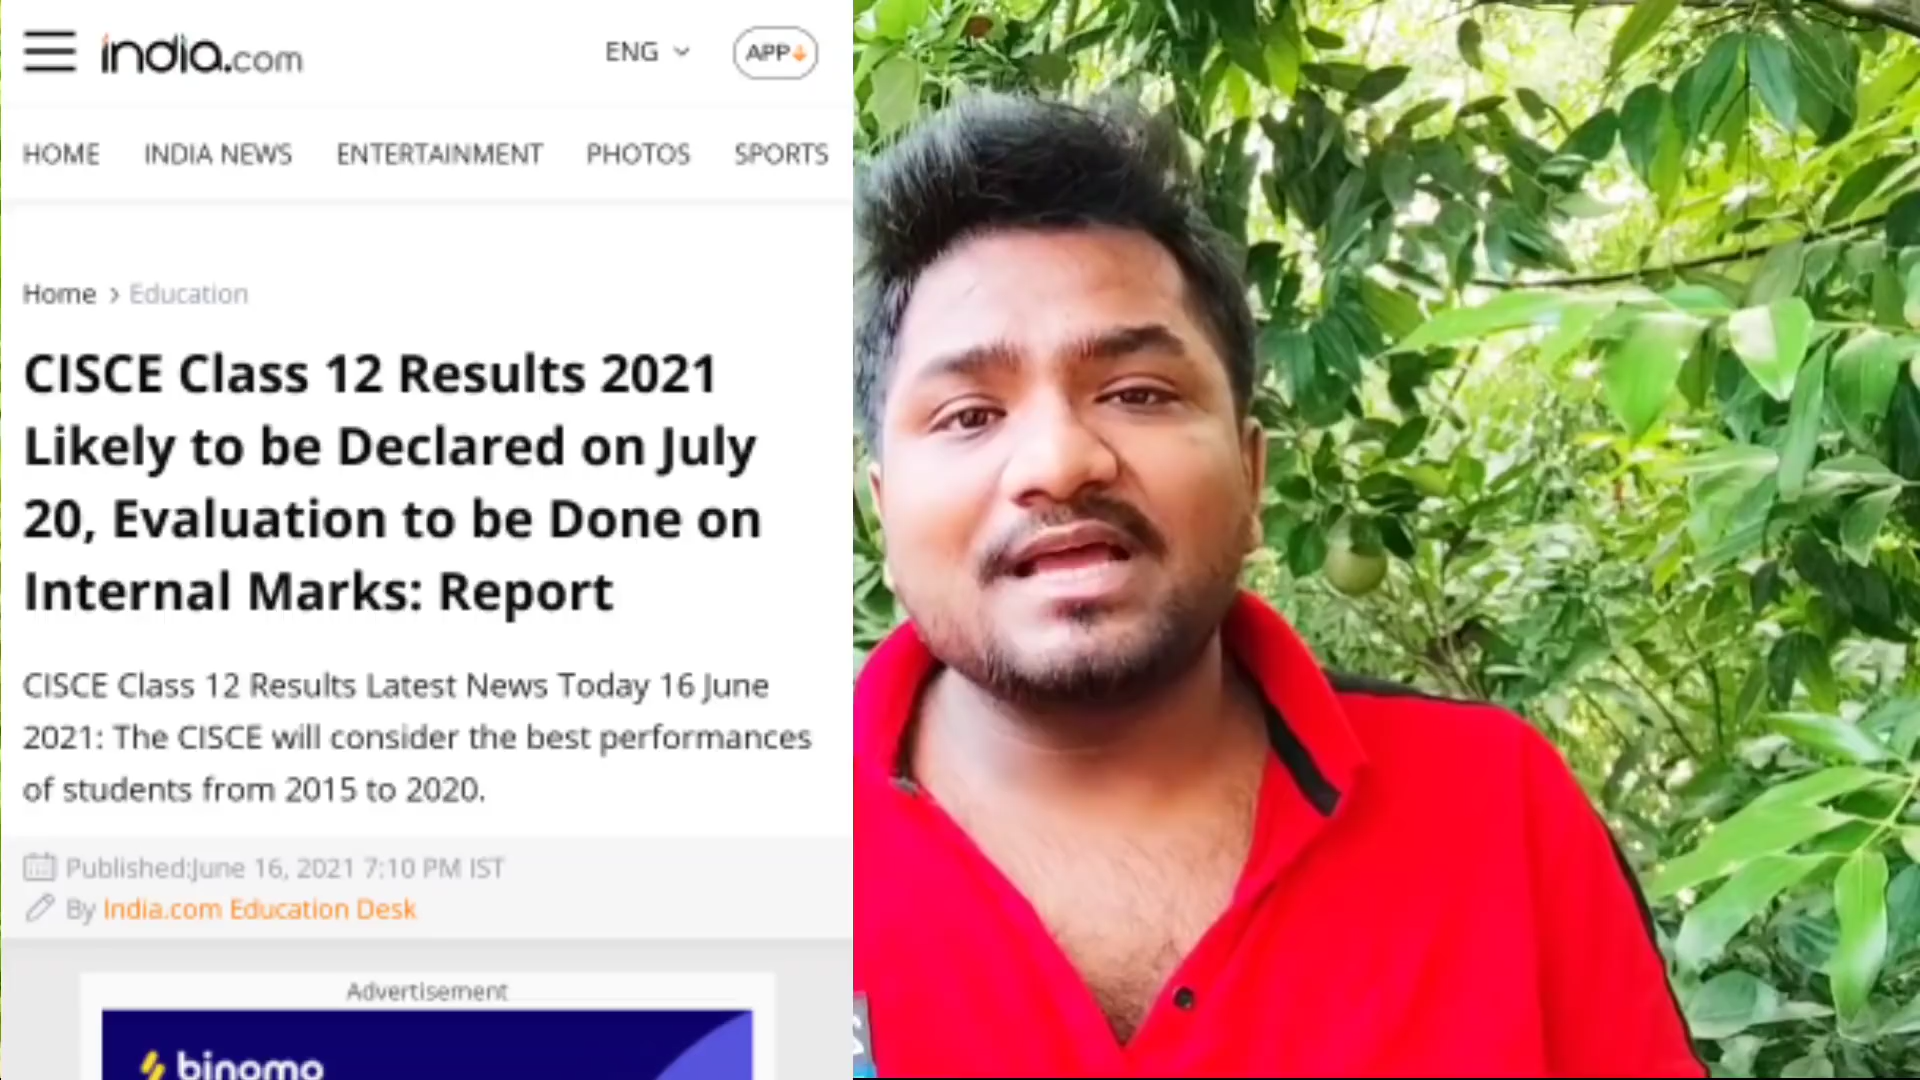 india.com
ENG
APP
HOME INDIA NEWS ENTERTAINMENT PHOTOS SPORTS
Home > Education
CISCE Class 12 Results 2021
Likely to be Declared on July
20, Evaluation to be Done on
Internal Marks: Report
CISCE Class 12 Results Latest News Today 16 June
2021: The CISCE will consider the best performances
of students from 2015 to 2020.
Published:June 16, 2021 7:10 PM IST
By India.com Education Desk
Advertisement
binomo